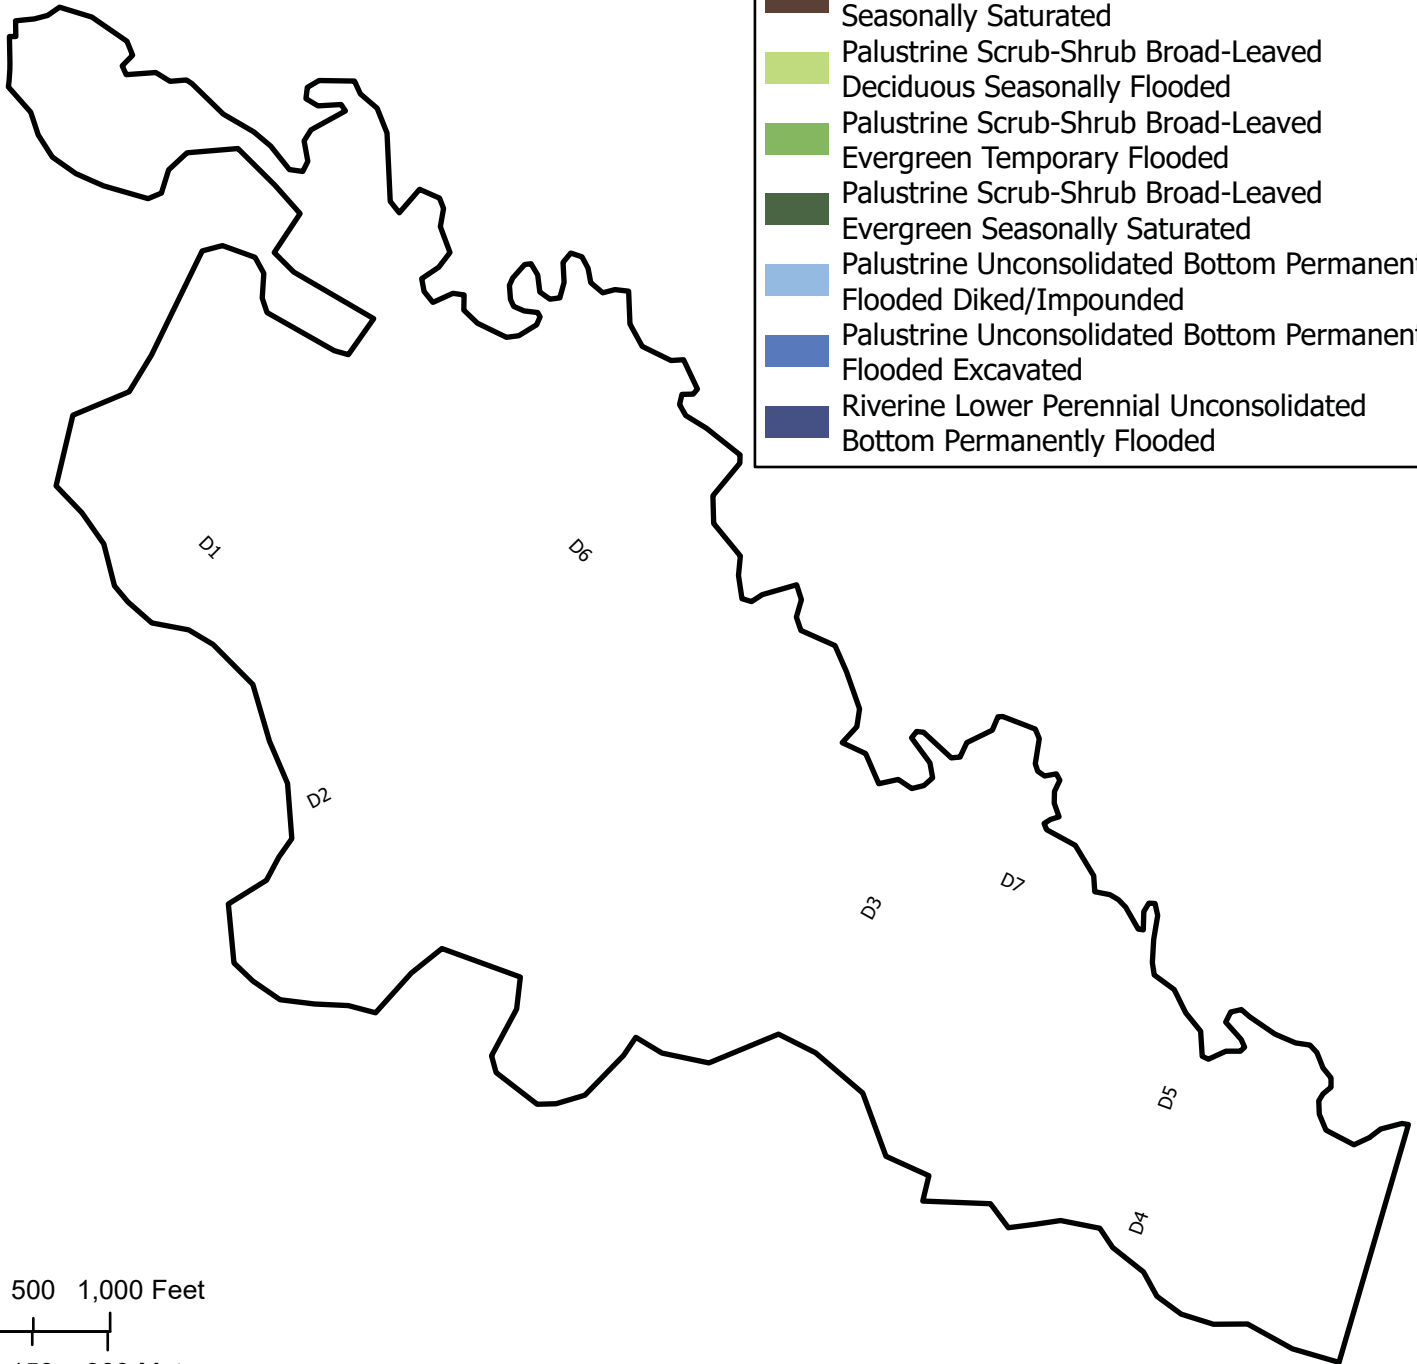 Seasonally Saturated
Palustrine Scrub-Shrub Broad-Leaved
Deciduous Seasonally Flooded
Palustrine Scrub-Shrub Broad-Leaved
Evergreen Temporary Flooded
Palustrine Scrub-Shrub Broad-Leaved
Evergreen Seasonally Saturated
Palustrine Unconsolidated Bottom
Flooded Diked/Impounded
Palustrine Unconsolidated Bottom
Flooded Excavated
Riverine Lower Perennial Unconsolidated
Bottom Permanently Flooded
D1
D6
D2
D7
D3
D5
D4
500 1,000 Feet